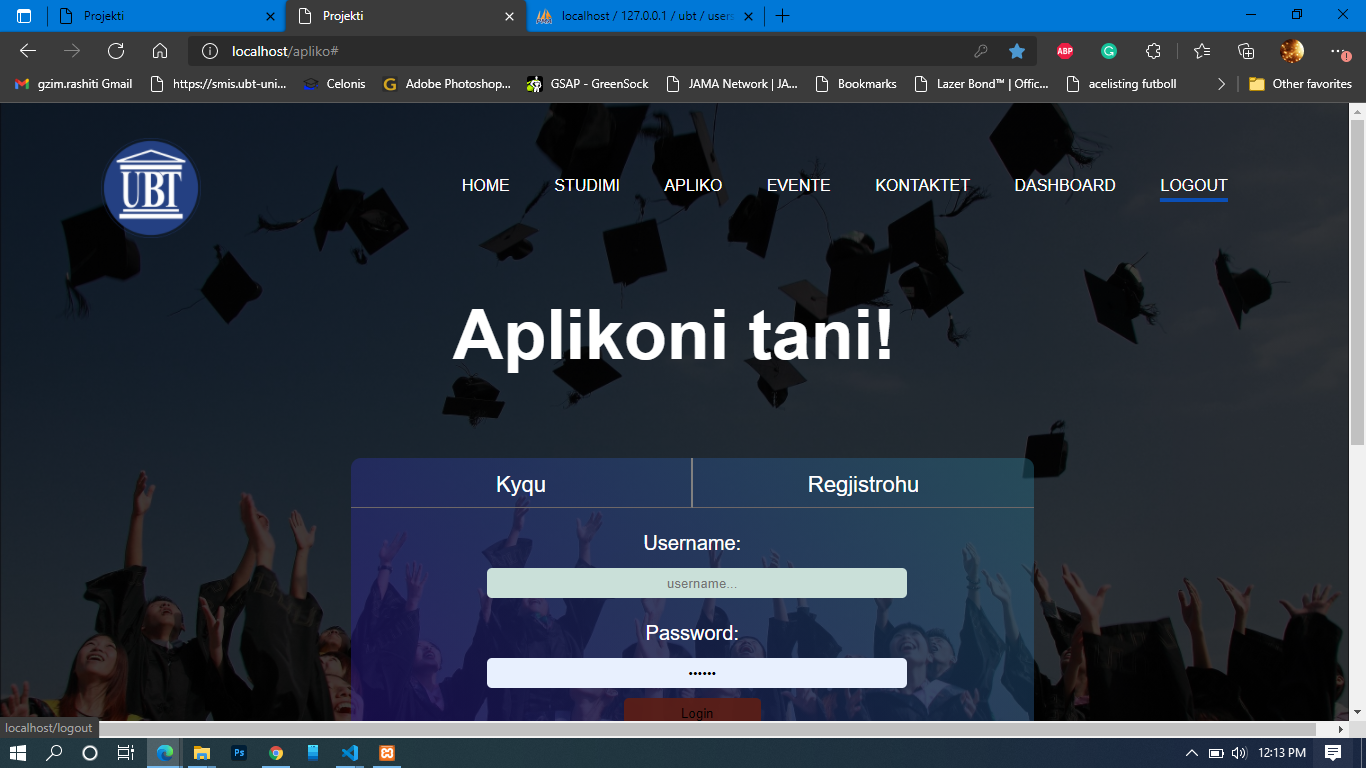 Projekti
Projekti
localhost / 127.0.0.1 / ubt / users
localhost/apliko#
ABP
gzim.rashiti Gmail
https://smis.ubt-uni...
Celonis
Adobe Photoshop...
GSAP - GreenSock
JAMA Network | JA...
Bookmarks
Lazer Bond™ | Offic...
acelisting futboll
Other favorites
UBT
HOME
STUDIMI
APLIKO
EVENTE
KONTAKTET
DASHBOARD
LOGOUT
Aplikoni tani!
Kyqu
Regjistrohu
Username:
username...
Password:
••••••
Login
localhost/logout
Ps
12:13 PM